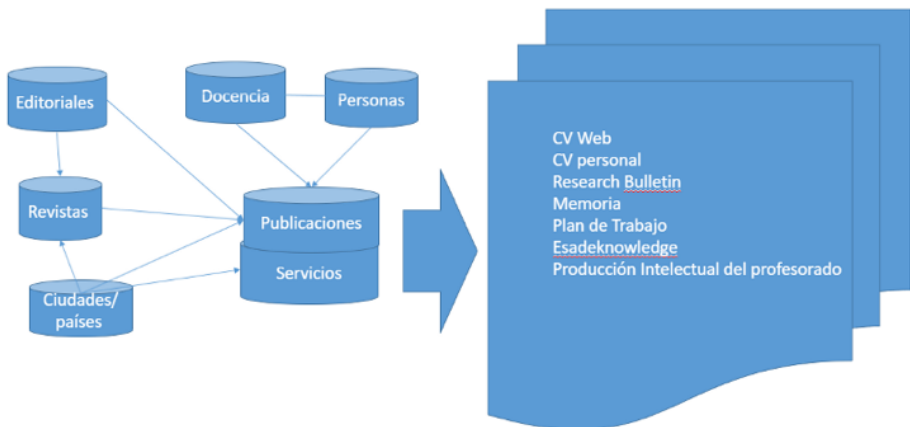 Editoriales
Docencia
Personas
Revistas
Publicaciones
Servicios
Ciudades/
países
CV Web
CV personal
Research Bulletin
Memoria
Plan de Trabajo
Esadeknowledge
Producción Intelectual del profesorado